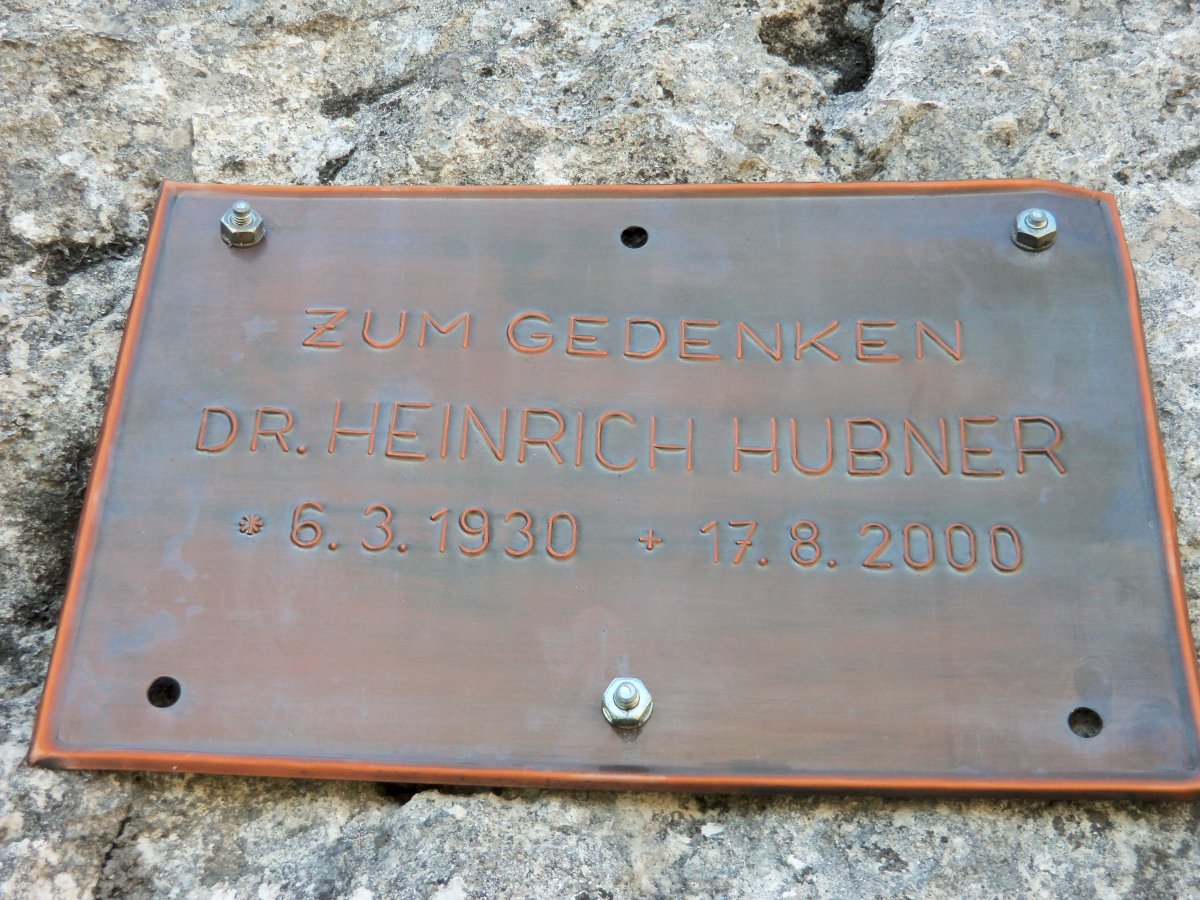 ZUM GEDENKEN
DR. HEINRICH HUBNER
* 6. 3. 1930 + 17. 8. 2000